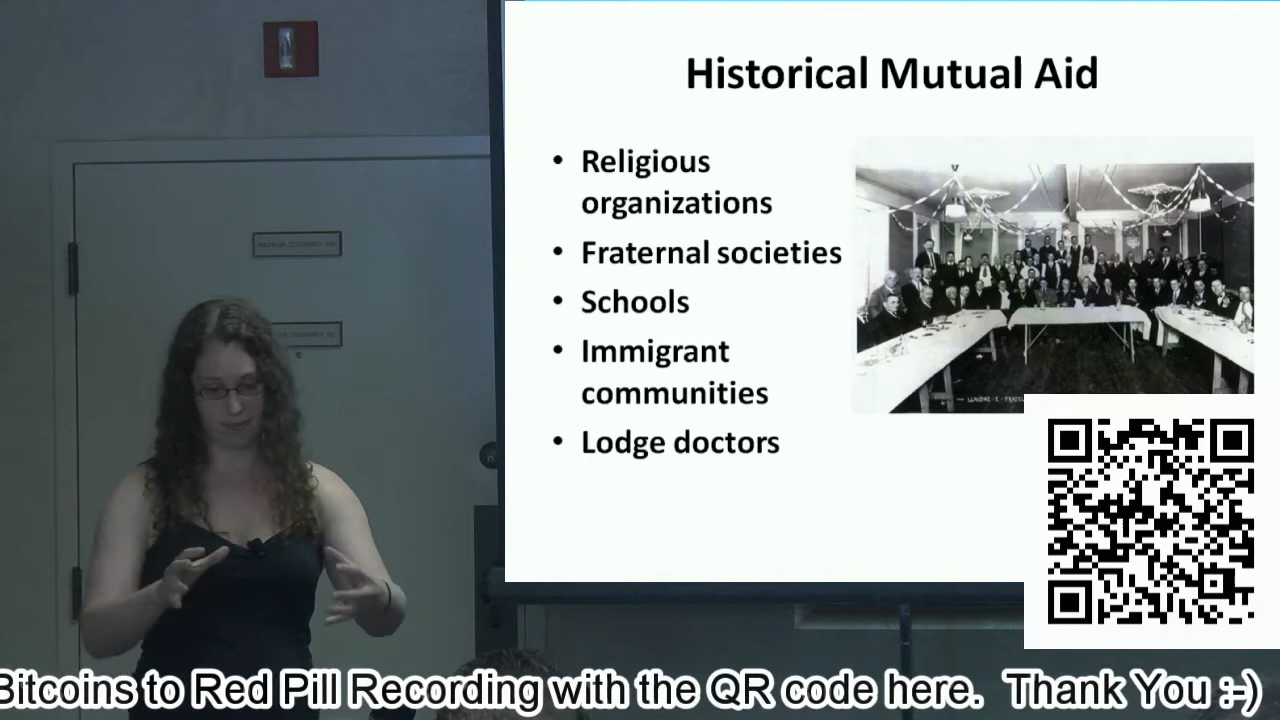 Historical Mutual Aid
• Religious
organizations
• Fraternal societies
• Schools
• Immigrant
communities
• Lodge doctors
Bitcoins to Red Pill Recording with the QR code here. Thank You :-)